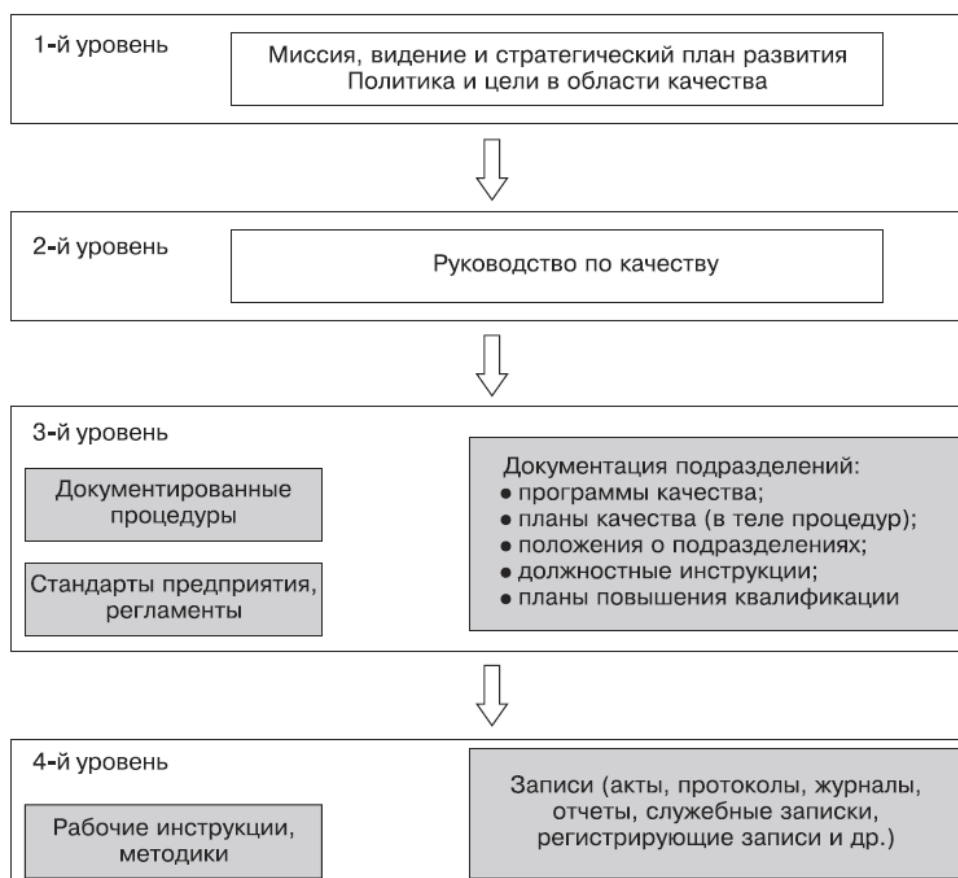 1-й уровень
Миссия, видение и стратегический план развития
Политика и цели в области качества
2-й уровень
Руководство по качеству
3-й уровень
Документированные
процедуры
Стандарты предприятия,
регламенты
Документация подразделений:
● программы качества;
● планы качества (в теле процедур);
● положения о подразделениях;
● должностные инструкции;
● планы повышения квалификации
4-й уровень
Рабочие инструкции,
методики
Записи (акты, протоколы, журналы,
отчеты, служебные записки,
регистрирующие записи и др.)